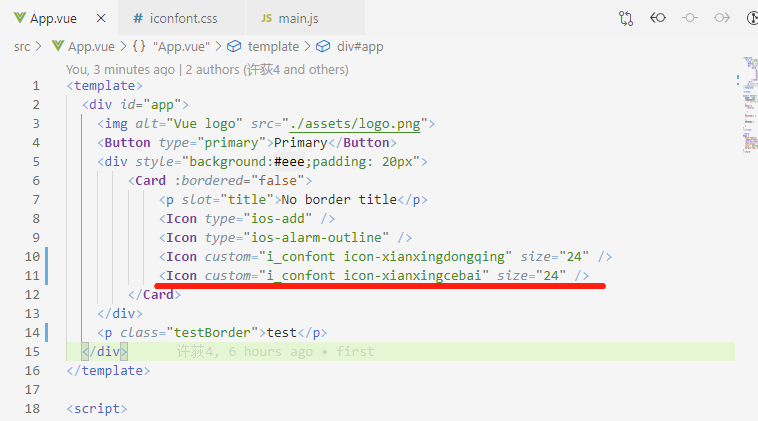 App.vue × # iconfont.css JS main.js
src > App.vue > {} "App.vue" > template > div#app
You, 3 minutes ago | 2 authors (许荻4 and others)
1 <template>
2 <div id="app">
3 <img alt="Vue logo" src="./assets/logo.png">
4 <Button type="primary">Primary</Button>
5 <div style="background:#eee;padding: 20px">
6 <Card :bordered="false">
7 <p slot="title">No border title</p>
8 <Icon type="ios-add" />
9 <Icon type="ios-alarm-outline" />
10 <Icon custom="i_confont icon-xianxingdongqing" size="24" />
11 <Icon custom="i_confont icon-xianxingcebai" size="24" />
12 </Card>
13 </div>
14 <p class="testBorder">test</p>
15 </div> 许荻4, 6 hours ago • first
16 </template>
17
18 <script>